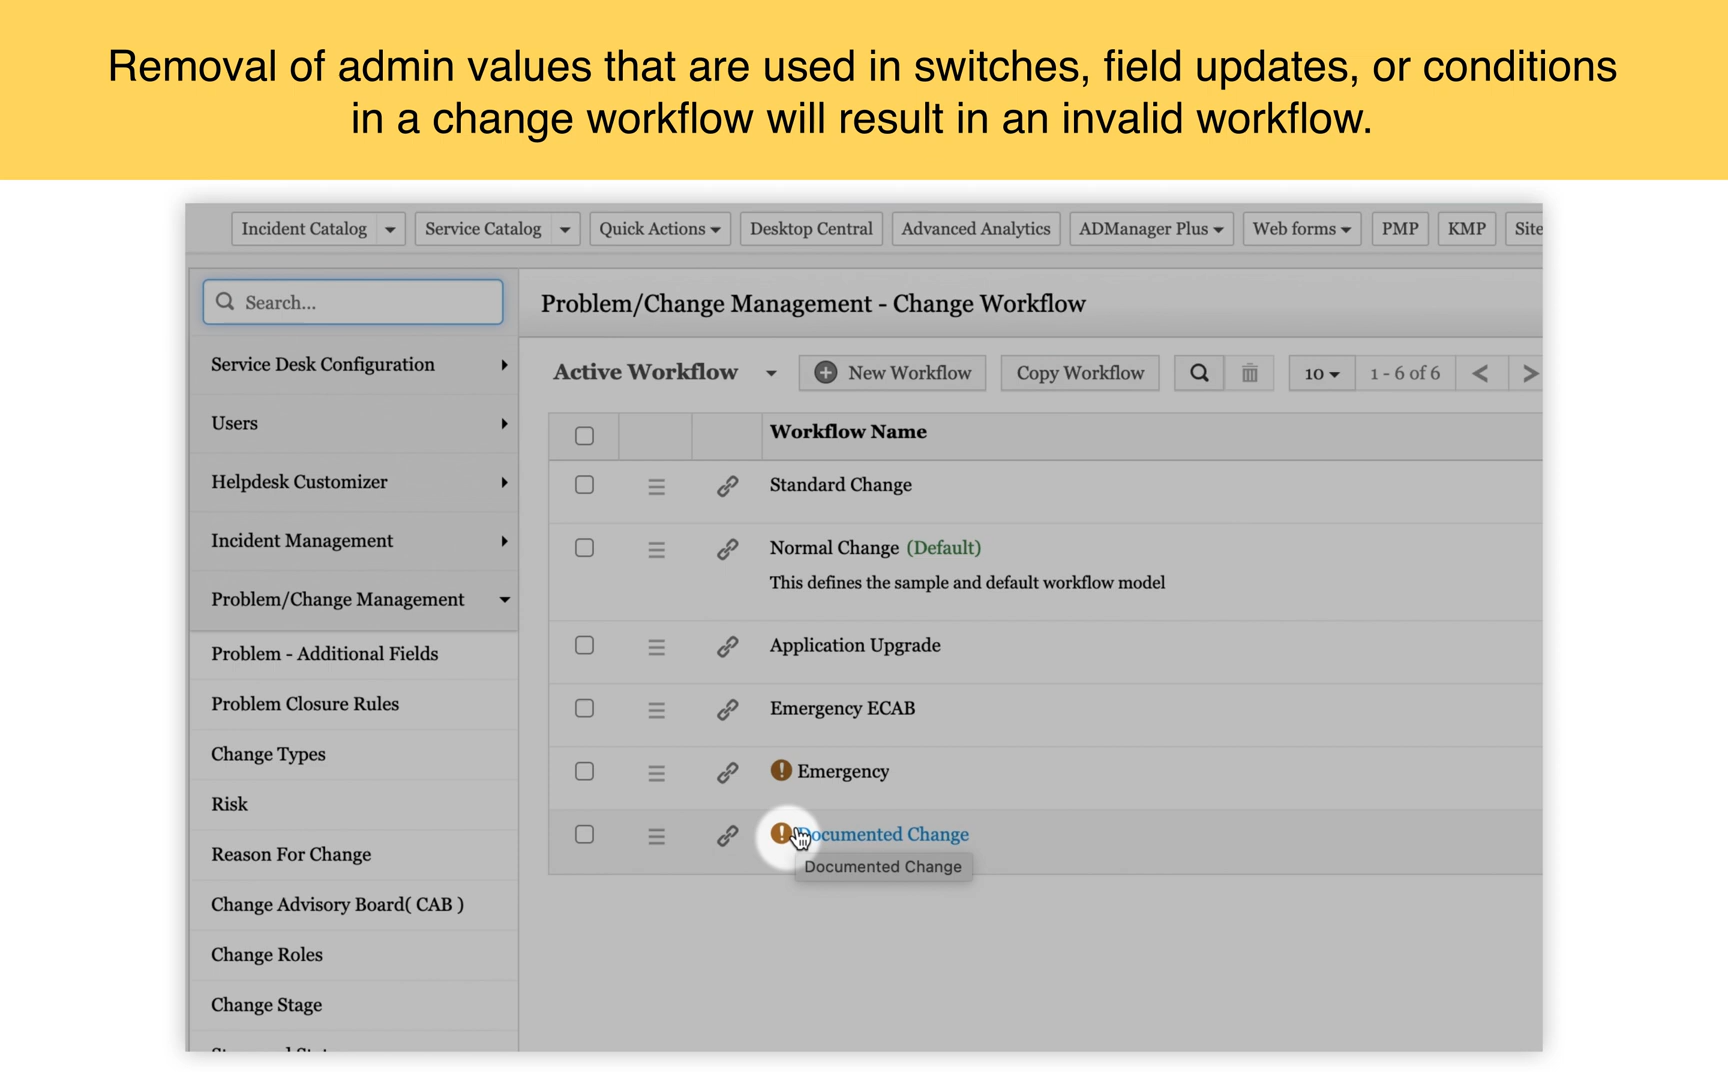 Removal of admin values that are used in switches, field updates, or conditions
in a change workflow will result in an invalid workflow.
Incident Catalog
Service Catalog
Quick Actions
Desktop Central
Advanced Analytics
ADManager Plus
Web forms
PMP
KMP
Site
Search...
Problem/Change Management - Change Workflow
Service Desk Configuration
Users
Helpdesk Customizer
Incident Management
Problem/Change Management
Problem - Additional Fields
Problem Closure Rules
Change Types
Risk
Reason For Change
Change Advisory Board( CAB )
Change Roles
Change Stage
Active Workflow
New Workflow
Copy Workflow
10
1 - 6 of 6
Workflow Name
Standard Change
Normal Change (Default)
This defines the sample and default workflow model
Application Upgrade
Emergency ECAB
Emergency
Documented Change
Documented Change